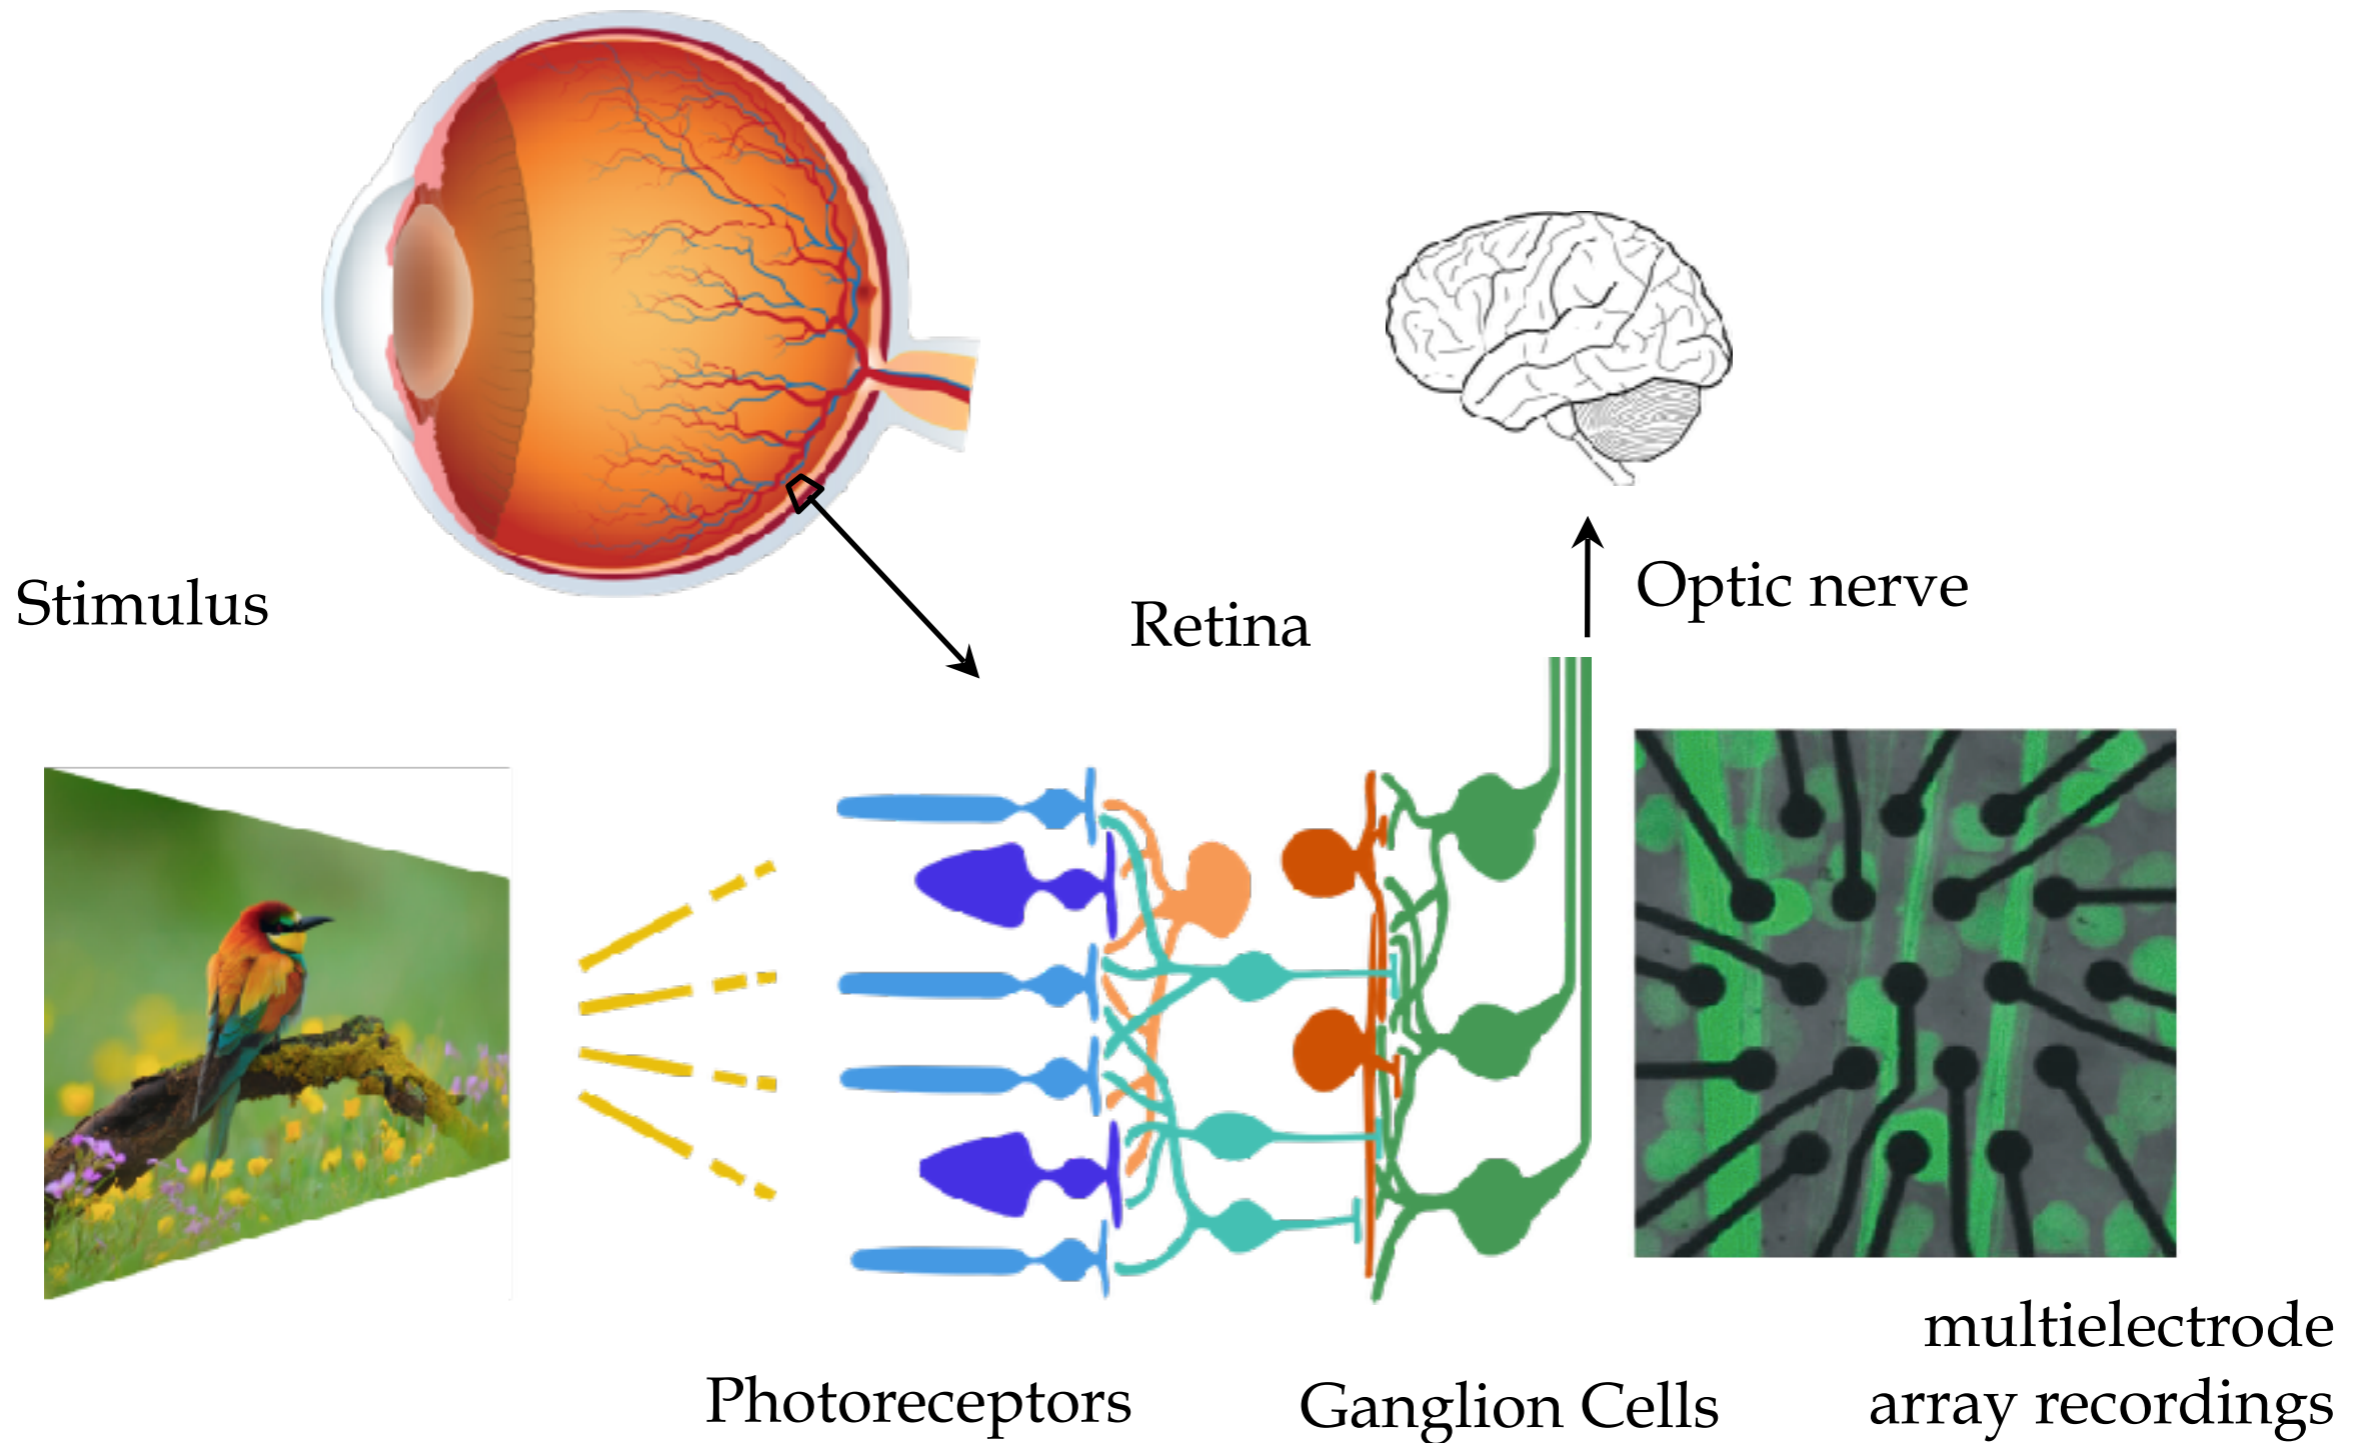 Stimulus
Retina
Optic nerve
Photoreceptors
Ganglion Cells
multielectrode
array recordings